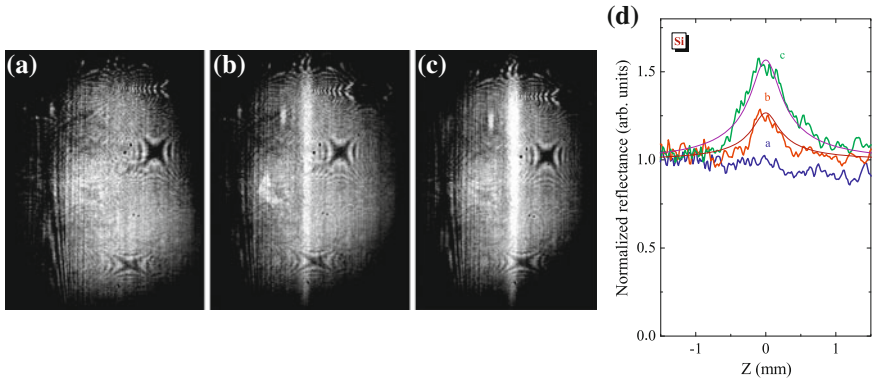 (a)
(b)
(c)
(d)
Si
c
b
a
Normalized reflectance (arb. units)
1.5
1.0
0.5
0.0
-1
0
1
Z (mm)